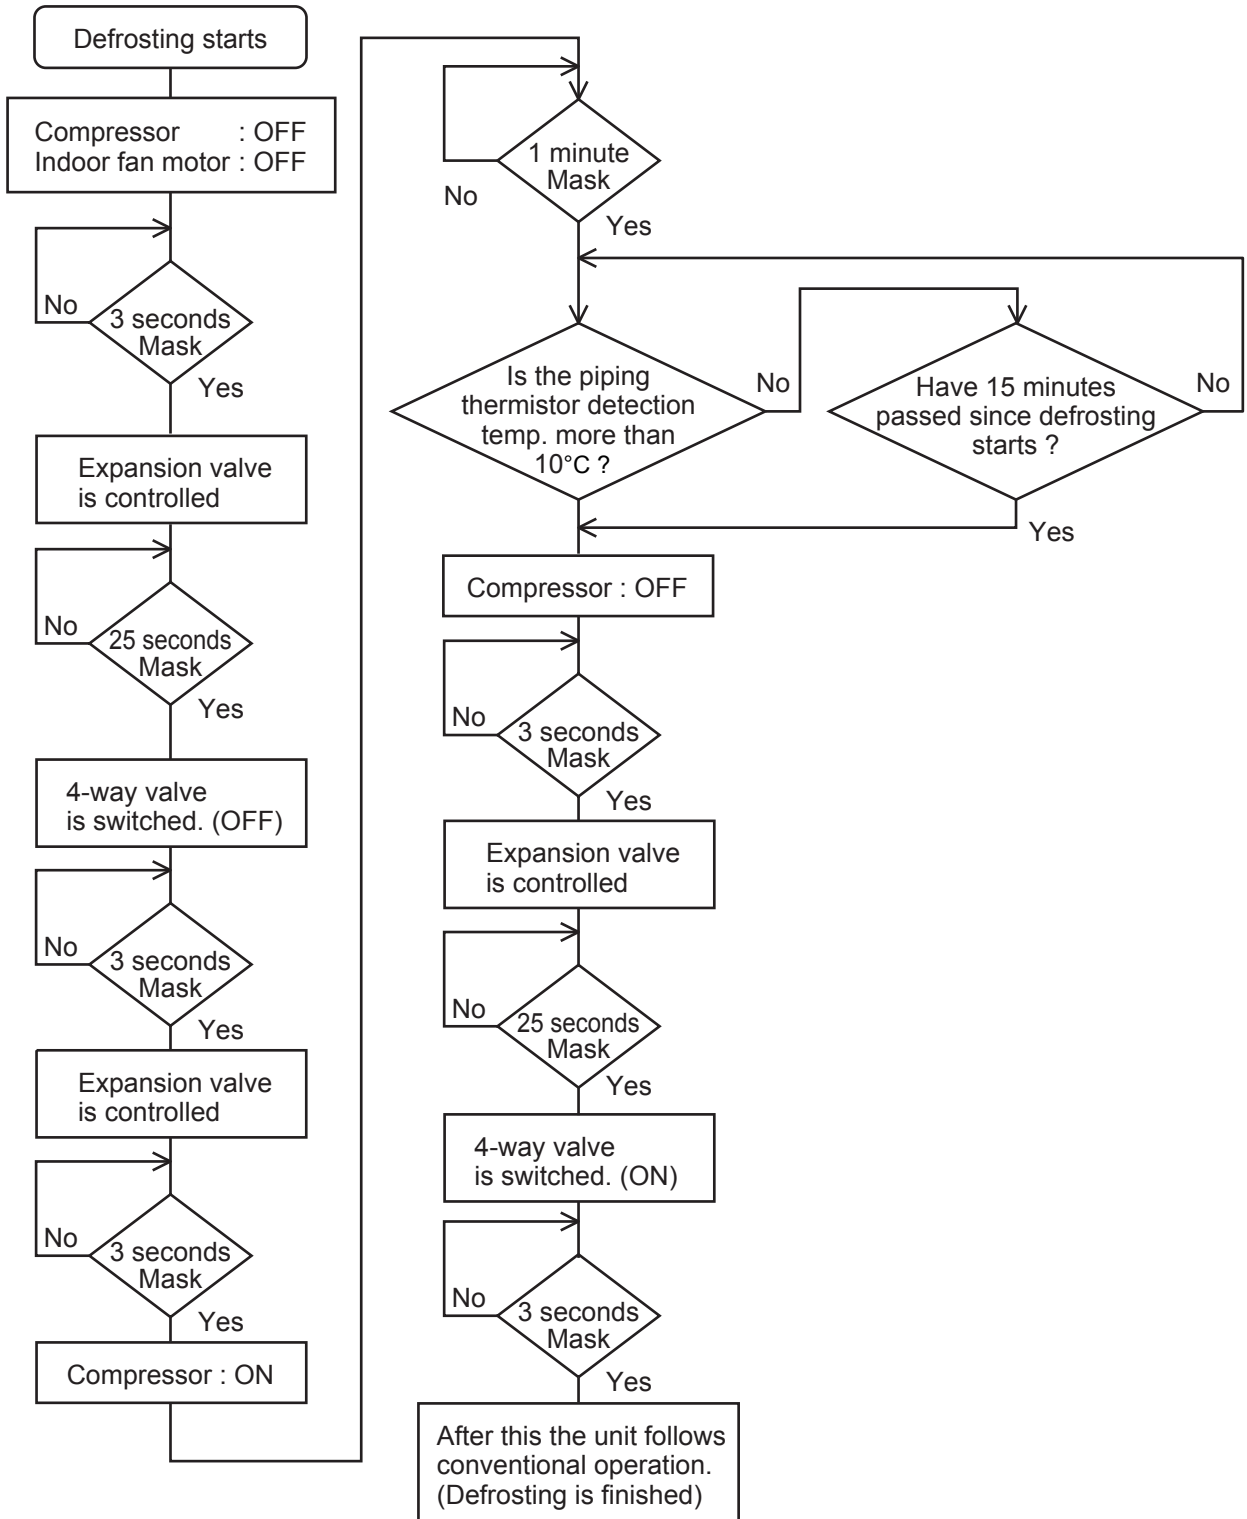 Defrosting starts
Compressor : OFF
Indoor fan motor : OFF
No
3 seconds
Mask
Yes
Expansion valve
is controlled
No
25 seconds
Mask
Yes
4-way valve
is switched. (OFF)
No
3 seconds
Mask
Yes
Expansion valve
is controlled
No
3 seconds
Mask
Yes
Compressor : ON
1 minute
Mask
No
Yes
Is the piping
thermistor detection
temp. more than
10°C ?
No
Have 15 minutes
passed since defrosting
starts ?
No
Yes
Compressor : OFF
No
3 seconds
Mask
Yes
Expansion valve
is controlled
No
25 seconds
Mask
Yes
4-way valve
is switched. (ON)
No
3 seconds
Mask
Yes
After this the unit follows
conventional operation.
(Defrosting is finished)